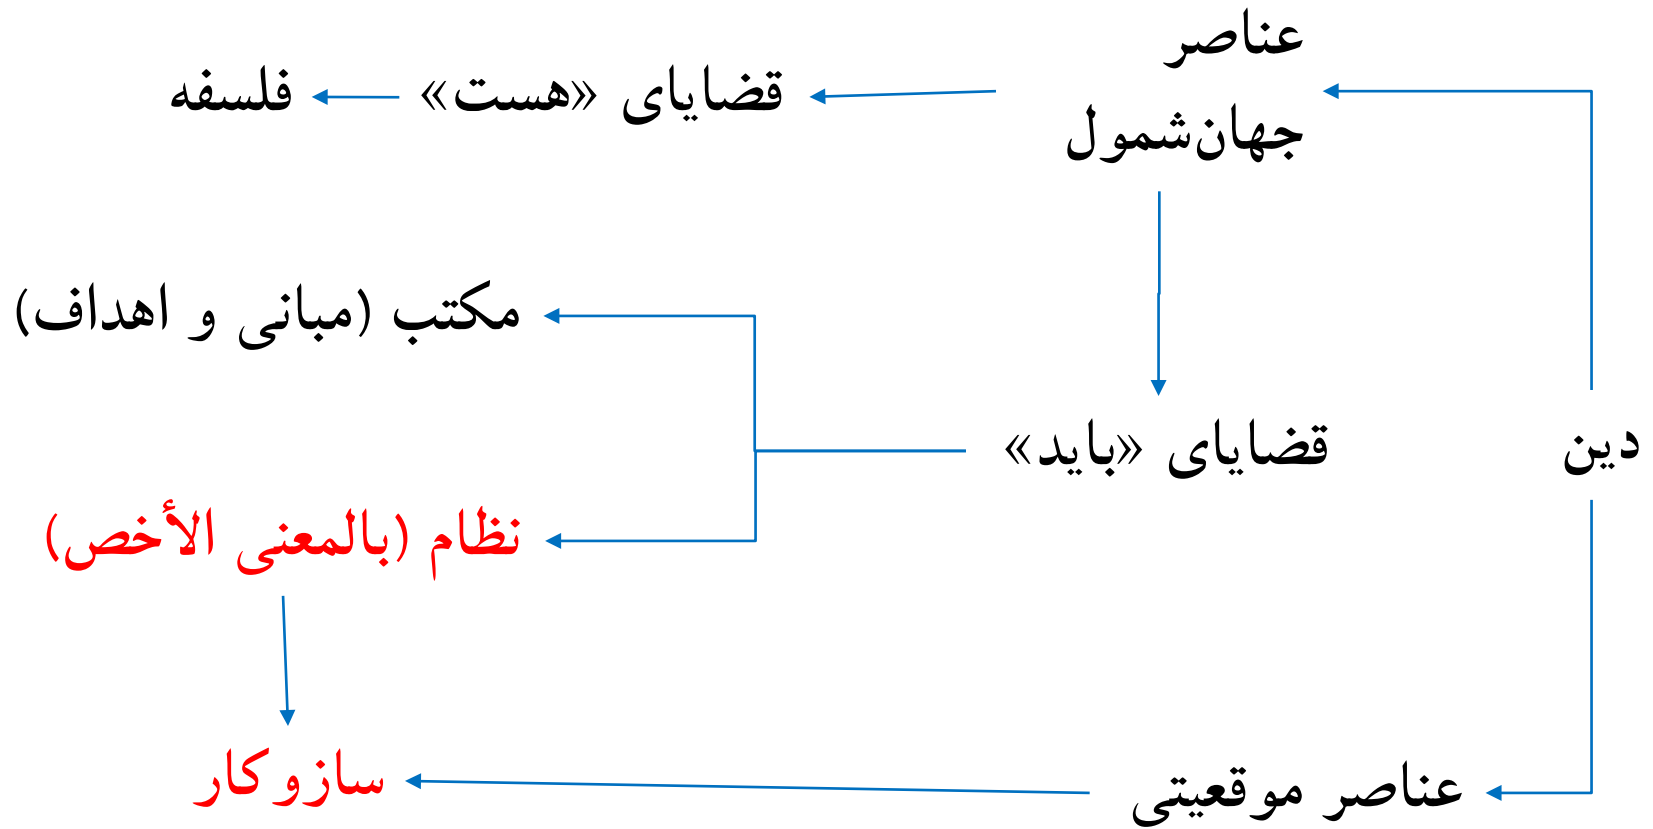 عناصر
جهان‌شمول
قضایای «هست»
فلسفه
مکتب (مبانی و اهداف)
دین
قضایای «باید»
نظام (بالمعنی الأخص)
سازوکار
عناصر موقعیتی